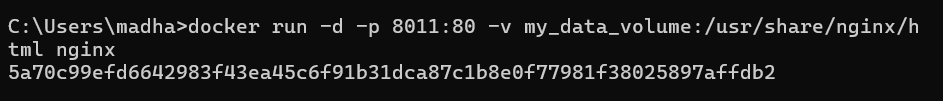 C:\Users\madha>docker run -d -p 8011:80 -v my_data_volume:/usr/share/nginx/h
tml nginx
5a70c99efd6642983f43ea45c6f91b31dca87c1b8e0f77981f38025897affdb2